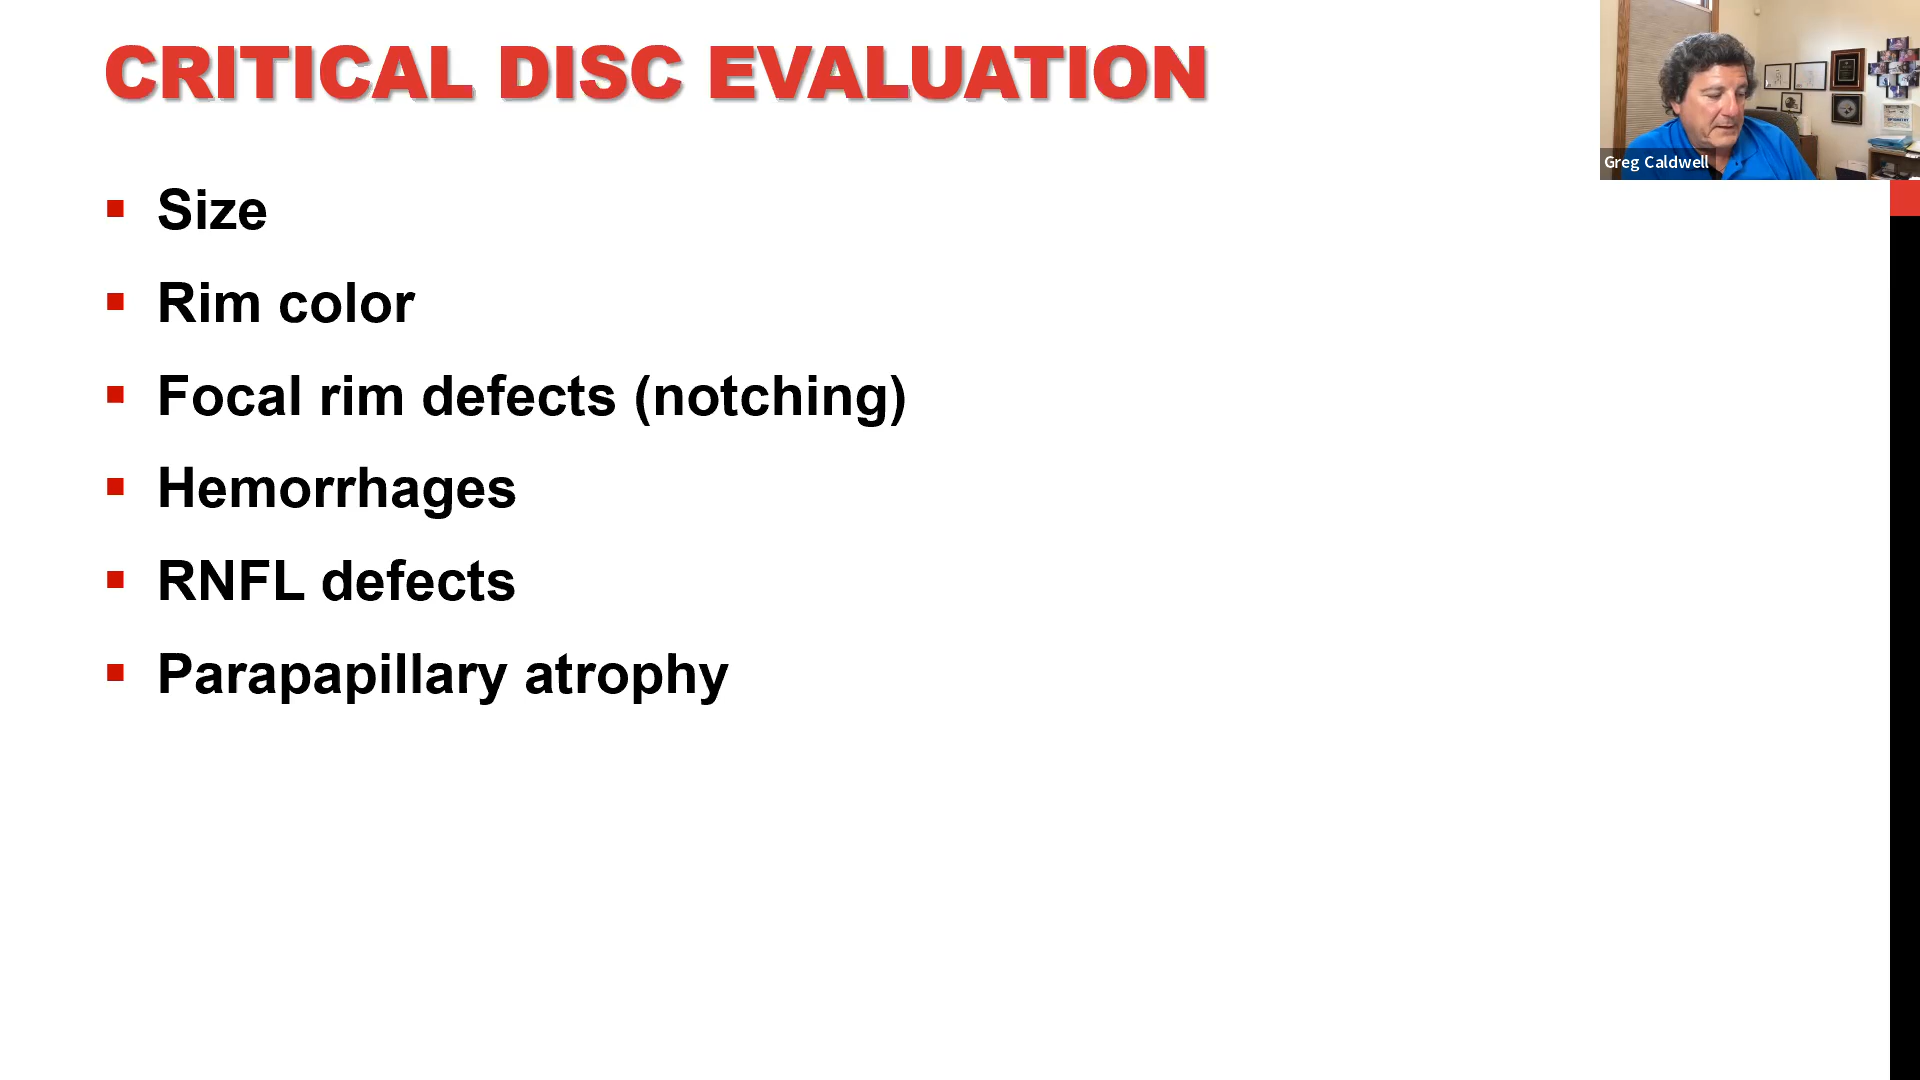 CRITICAL DISC EVALUATION
Size
Rim color
Focal rim defects (notching)
Hemorrhages
RNFL defects
Parapapillary atrophy
Greg Caldwell